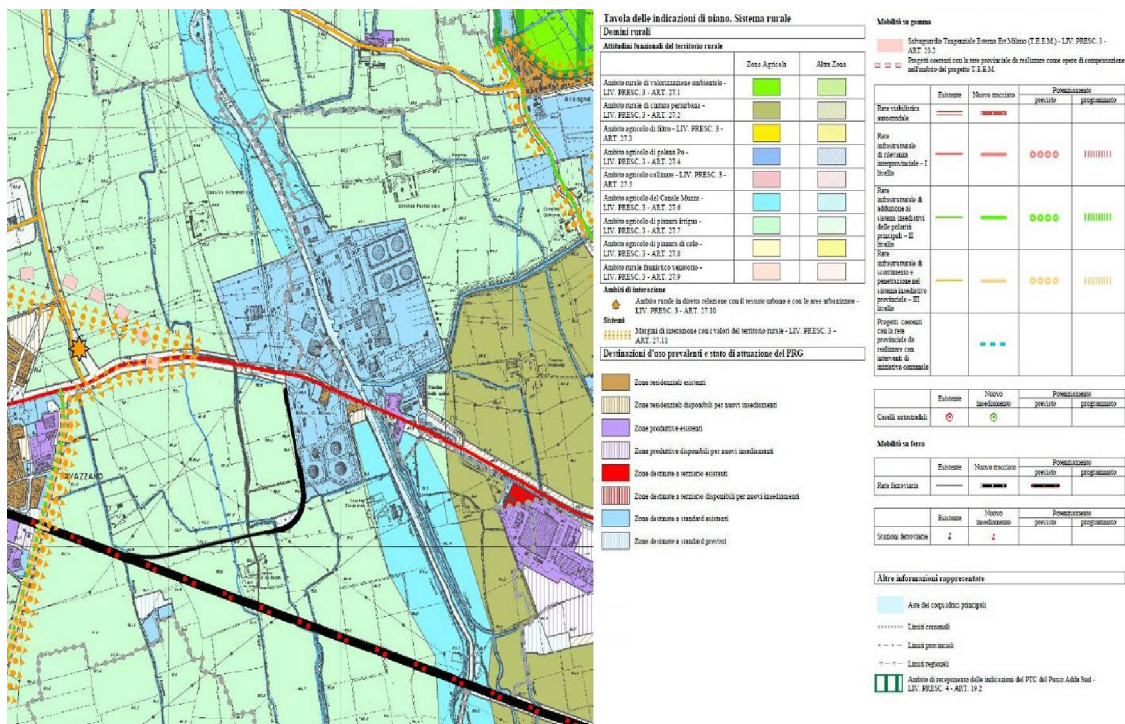 AVAZZANO
Tavola delle indicazioni di piano. Sistema rurale
Domini rurali
Attitudini funzionali del territorio rurale
Zona Agricola
Altre Zona
Ambito rurale di valorizzazione ambientale -
LIV. PRESC. 3 - ART. 27.1
Ambito rurale di cintura periurbana -
LIV. PRESC. 3 - ART. 27.2
Ambito agricolo di filtro - LIV. PRESC. 3 -
ART. 27.3
Ambito agricolo di golena Po -
LIV. PRESC. 3 - ART. 27.4
Ambito agricolo collinare - LIV. PRESC. 3 -
ART. 27.5
Ambito agricolo del Canale Muzza -
LIV. PRESC. 3 - ART. 27.6
Ambito agricolo di pianura irrigua -
LIV. PRESC. 3 - ART. 27.7
Ambito agricolo di pianura di colo -
LIV. PRESC. 3 - ART. 27.8
Ambito rurale faunistico venatorio -
LIV. PRESC. 3 - ART. 27.9
Ambiti di interazione
Ambito rurale in diretta relazione con il tessuto urbano e con le aree urbanizzate -
LIV. PRESC. 3 - ART. 27.10
Sistemi
Margini di interazione con i valori del territorio rurale - LIV. PRESC. 3 -
ART. 27.11
Destinazioni d'uso prevalenti e stato di attuazione del PRG
Zone residenziali esistenti
Zone residenziali disponibili per nuovi insediamenti
Zone produttive esistenti
Zone produttive disponibili per nuovi insediamenti
Zone destinate a terziario esistenti
Zone destinate a terziario disponibili per nuovi insediamenti
Zone destinate a standard esistenti
Zone destinate a standard previsti
Mobilità su gomma
Salvaguardia Tangenziale Esterna Est Milano (T.E.E.M.) - LIV. PRESC. 3 -
ART. 23.2
Progetti coerenti con la rete provinciale da realizzare come opere di compensazione
nell'ambito del progetto T.E.E.M.
Esistente
Nuovo tracciato
Potenziamento
previsto
programmato
Rete viabilistica
autostradale
Rete
infrastrutturale
di rilevanza
interprovinciale – I
livello
Rete
infrastrutturale di
adduzione ai
sistemi insediativi
delle polarità
principali – II
livello
Rete
infrastrutturale di
scorrimento e
penetrazione nel
sistema insediativo
provinciale – III
livello
Progetti coerenti
con la rete
provinciale da
realizzare con
interventi di
iniziativa comunale
Esistente
Nuovo
insediamento
Potenziamento
previsto
programmato
Caselli autostradali
Mobilità su ferro
Esistente
Nuovo tracciato
Potenziamento
previsto
programmato
Rete ferroviaria
Esistente
Nuovo
insediamento
Potenziamento
previsto
programmato
Stazioni ferroviarie
Altre informazioni rappresentate
Aste dei corpi idrici principali
Limiti comunali
Limiti provinciali
Limiti regionali
Ambito di recepimento delle indicazioni del PTC del Parco Adda Sud -
LIV. PRESC. 4 - ART. 19.2